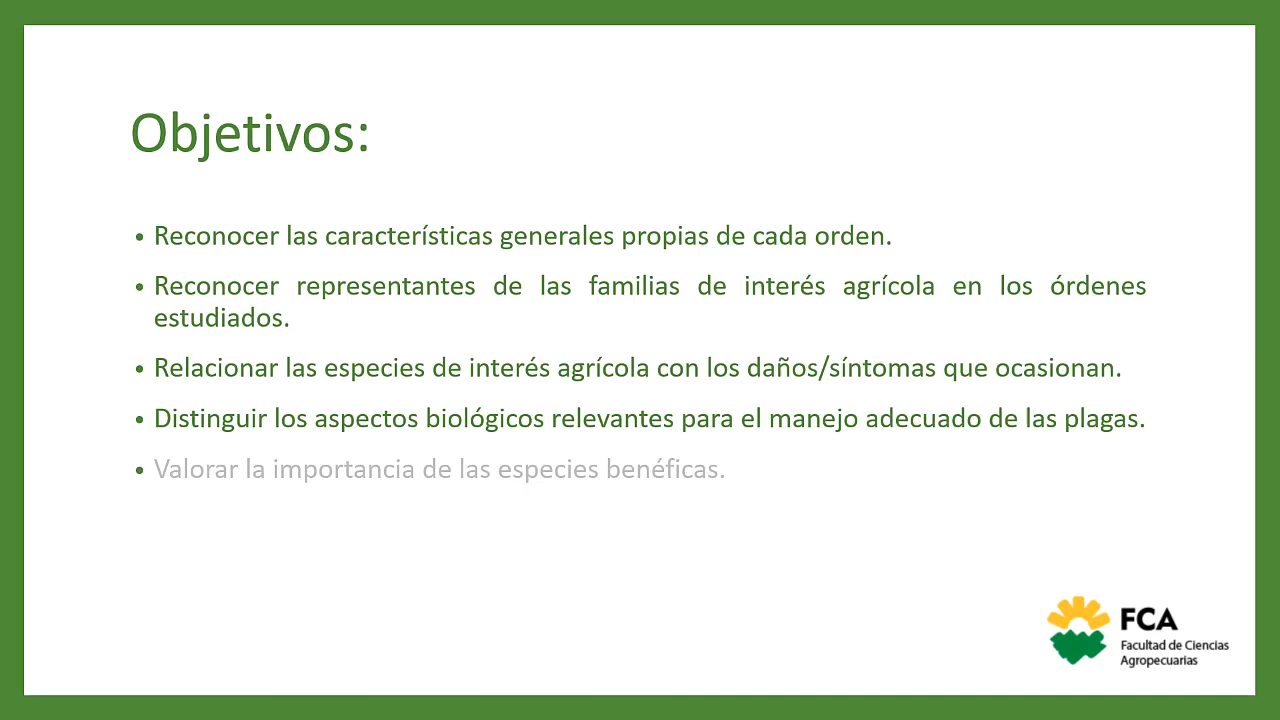 Objetivos:
• Reconocer las características generales propias de cada orden.
• Reconocer representantes de las familias de interés agrícola en los órdenes
estudiados.
• Relacionar las especies de interés agrícola con los daños/síntomas que ocasionan.
• Distinguir los aspectos biológicos relevantes para el manejo adecuado de las plagas.
• Valorar la importancia de las especies benéficas.
FCA
Facultad de Ciencias
Agropecuarias